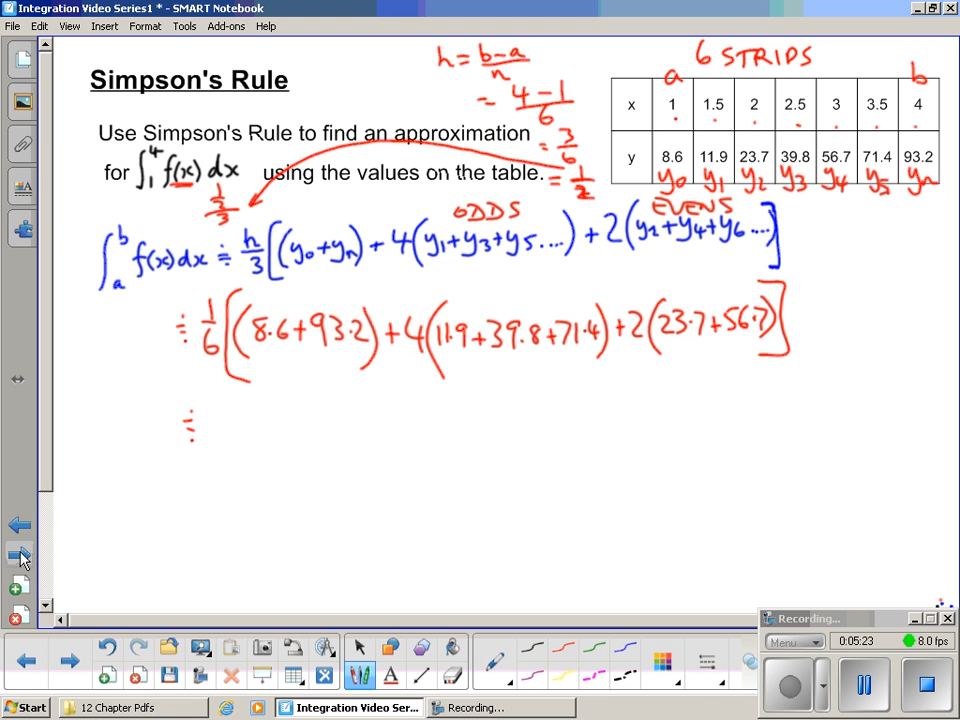 Integration Video Series1 * - SMART Notebook
File Edit View Insert Format Tools Add-ons Help
Simpson's Rule
h = b-a/n
= 4-1/6
= 3/6
= 1/2
6 STRIPS
a b
x 1 1.5 2 2.5 3 3.5 4
y 8.6 11.9 23.7 39.8 56.7 71.4 93.2
y0 y1 y2 y3 y4 y5 yn
Use Simpson's Rule to find an approximation
for ∫₁⁴ f(x) dx using the values on the table.
1/2/3
ODDS EVENS
∫ₐᵇ f(x)dx ≑ h/3[(y0+yn)+4(y1+y3+y5....)+2(y2+y4+y6....)]
≑ 1/6[(8.6+93.2)+4(11.9+39.8+71.4)+2(23.7+56.7)]
≑
Recording...
Menu 0:05:23 8.0 fps
Start 12 Chapter Pdfs Integration Video Ser... Recording...